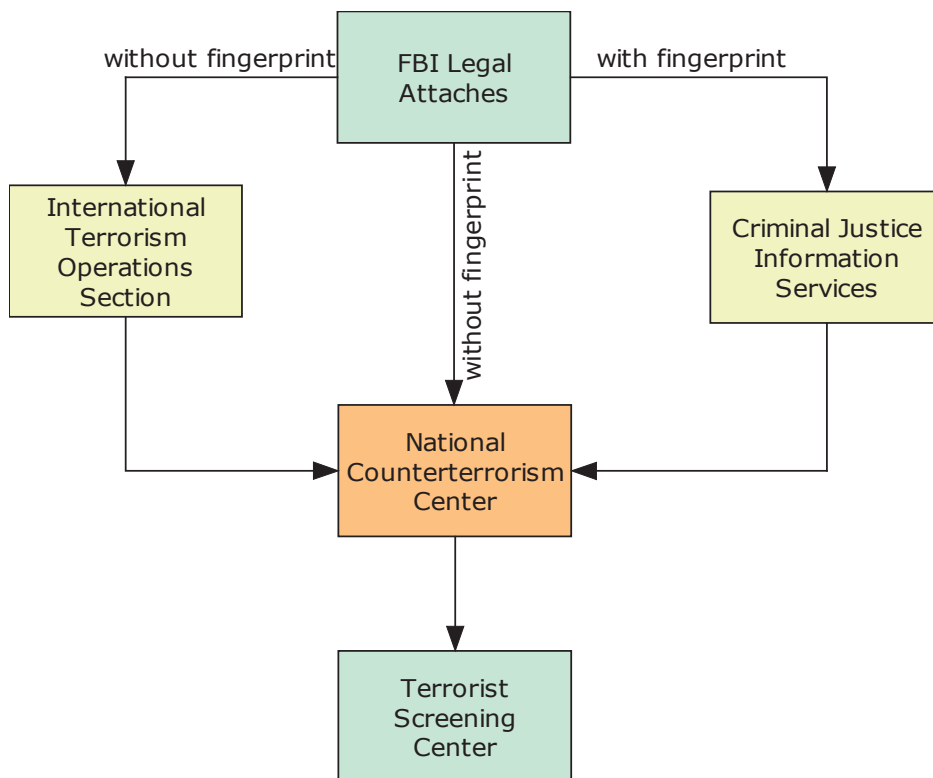 without fingerprint
FBI Legal
Attaches
with fingerprint
International
Terrorism
Operations
Section
without fingerprint
Criminal Justice
Information
Services
National
Counterterrorism
Center
Terrorist
Screening
Center